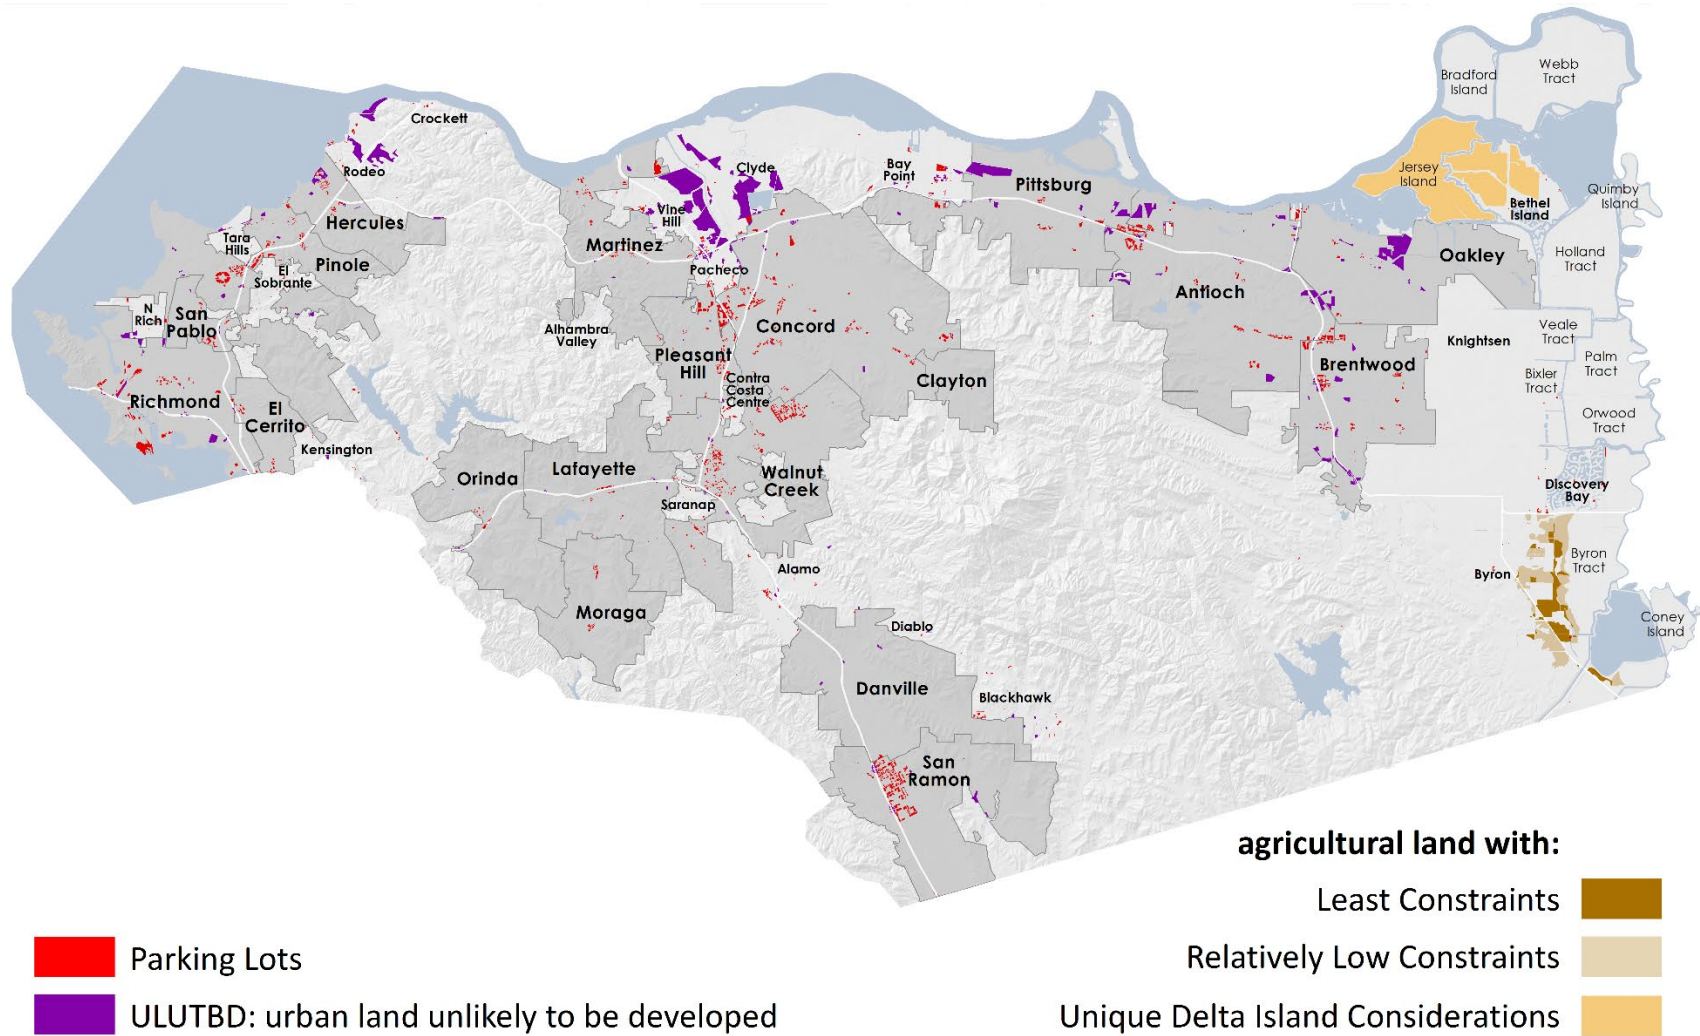 Webb
Tract
Bradford
Island
Crockett
Rodeo
Clyde
Bay
Point
Pittsburg
Jersey
Island
Bethel
Island
Quimby
Island
Hercules
Vine
Hill
Tara
Hills
Martinez
Pinole
El
Sobrante
Pacheco
Oakley
Holland
Tract
Antioch
N
Rich
San
Pablo
Concord
Alhambra
Valley
Veale
Tract
Knightsen
Pleasant
Hill
Brentwood
Palm
Tract
Bixler
Tract
Clayton
Contra
Costa
Centre
Richmond
El
Cerrito
Orwood
Tract
Kensington
Orinda
Lafayette
Walnut
Creek
Discovery
Bay
Saranap
Byron
Tract
Byron
Alamo
Moraga
Diablo
Coney
Island
Danville
Blackhawk
San
Ramon
agricultural land with:
Least Constraints
Relatively Low Constraints
Unique Delta Island Considerations
Parking Lots
ULUTBD: urban land unlikely to be developed